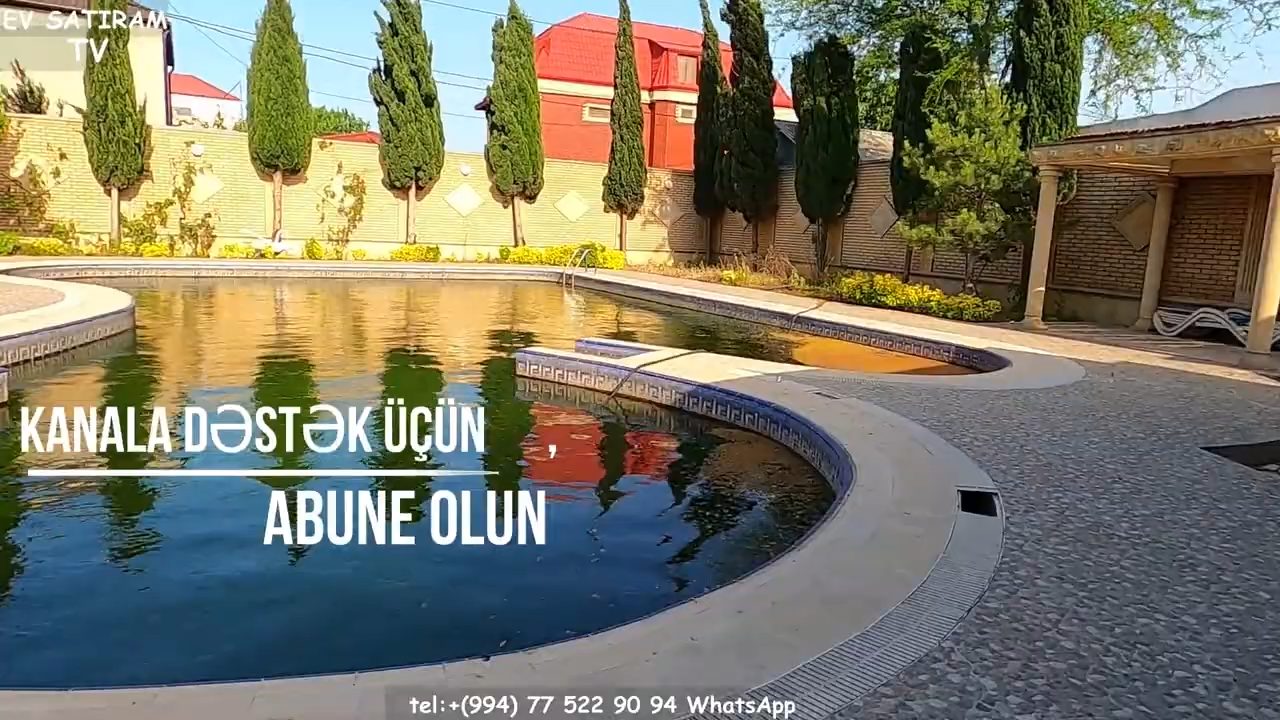 EV SATIRAM
TV
KANALA DƏSTƏK ÜÇÜN ,
ABUNE OLUN
tel:+(994) 77 522 90 94 WhatsApp